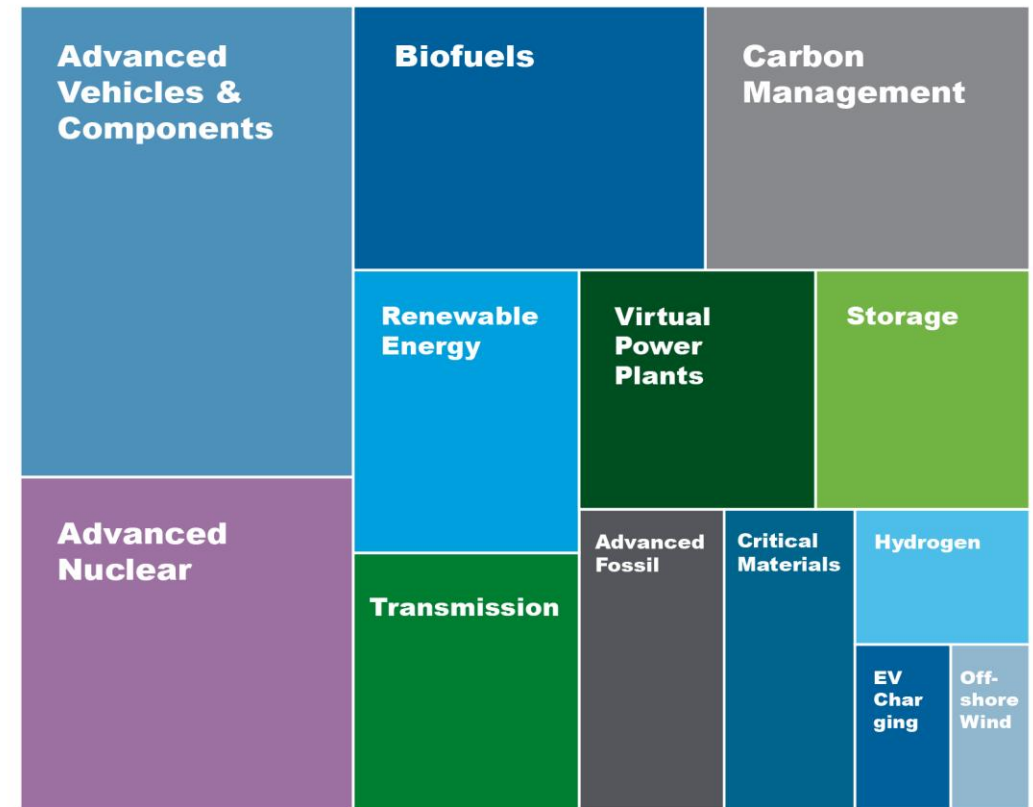 Advanced
Vehicles &
Components
Biofuels
Carbon
Management
Renewable
Energy
Virtual
Power
Plants
Storage
Advanced
Nuclear
Transmission
Advanced
Fossil
Critical
Materials
Hydrogen
EV
Char
ging
Off-
shore
Wind